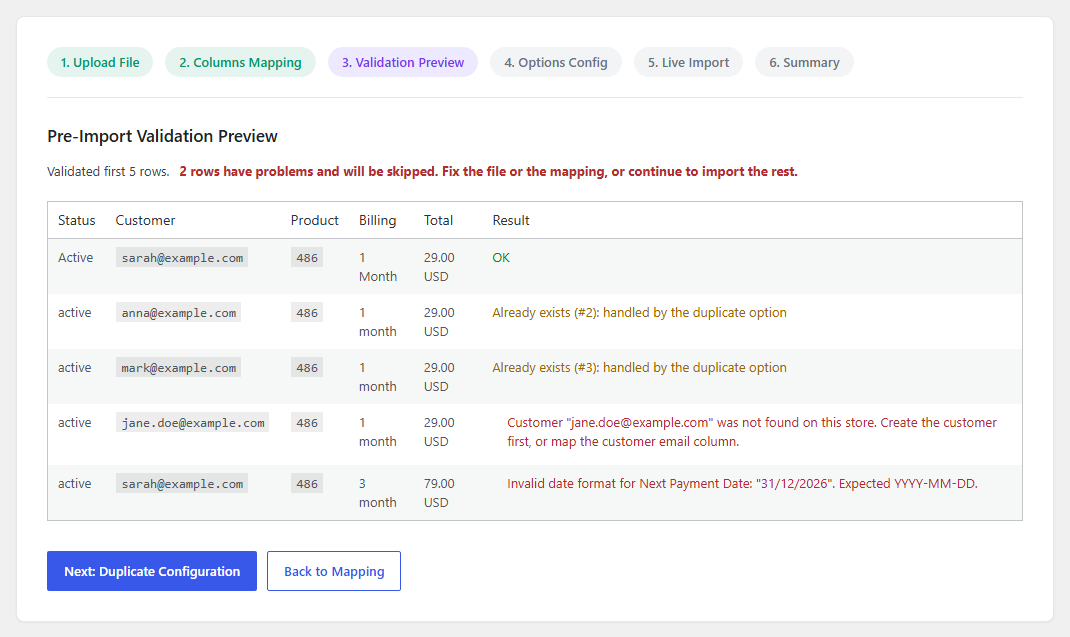 1. Upload File 2. Columns Mapping 3. Validation Preview 4. Options Config 5. Live Import 6. Summary
Pre-Import Validation Preview
Validated first 5 rows. 2 rows have problems and will be skipped. Fix the file or the mapping, or continue to import the rest.
Status Customer Product Billing Total Result
Active sarah@example.com 486 1 29.00 OK
Month USD
active anna@example.com 486 1 29.00 Already exists (#2): handled by the duplicate option
month USD
active mark@example.com 486 1 29.00 Already exists (#3): handled by the duplicate option
month USD
active jane.doe@example.com 486 1 29.00 Customer "jane.doe@example.com" was not found on this store. Create the customer
month USD first, or map the customer email column.
active sarah@example.com 486 3 79.00 Invalid date format for Next Payment Date: "31/12/2026". Expected YYYY-MM-DD.
month USD
Next: Duplicate Configuration Back to Mapping